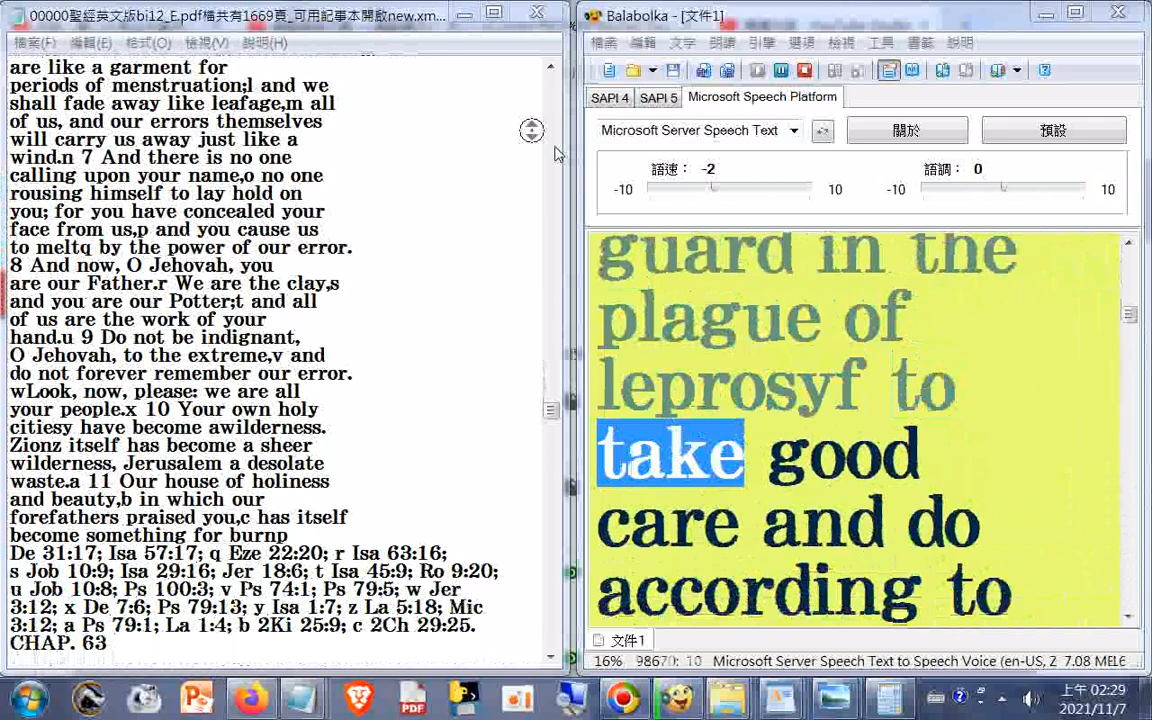 00000聖經英文版bi12_E.pdf檔共有1669頁_可用記事本開啟new.xm...
檔案(F) 編輯(E) 格式(O) 檢視(V) 說明(H)
are like a garment for
periods of menstruation;l and we
shall fade away like leafage,m all
of us, and our errors themselves
will carry us away just like a
wind.n 7 And there is no one
calling upon your name,o no one
rousing himself to lay hold on
you; for you have concealed your
face from us,p and you cause us
to meltq by the power of our error.
8 And now, O Jehovah, you
are our Father.r We are the clay,s
and you are our Potter;t and all
of us are the work of your
hand.u 9 Do not be indignant,
O Jehovah, to the extreme,v and
do not forever remember our error.
wLook, now, please: we are all
your people.x 10 Your own holy
citiesy have become awilderness.
Zionz itself has become a sheer
wilderness, Jerusalem a desolate
waste.a 11 Our house of holiness
and beauty,b in which our
forefathers praised you,c has itself
become something for burnp
De 31:17; Isa 57:17; q Eze 22:20; r Isa 63:16;
s Job 10:9; Isa 29:16; Jer 18:6; t Isa 45:9; Ro 9:20;
u Job 10:8; Ps 100:3; v Ps 74:1; Ps 79:5; w Jer
3:12; x De 7:6; Ps 79:13; y Isa 1:7; z La 5:18; Mic
3:12; a Ps 79:1; La 1:4; b 2Ki 25:9; c 2Ch 29:25.
CHAP. 63
Balabolka - [文件1]
檔案 編輯 文字 朗讀 引擎 選項 檢視 工具 書籤 說明
SAPI 4 SAPI 5 Microsoft Speech Platform
Microsoft Server Speech Text 關於 預設
語速： -2 語調： 0
-10 10 -10 10
guard in the
plague of
leprosyf to
take good
care and do
according to
文件1
16% 98670: 10 Microsoft Server Speech Text to Speech Voice (en-US, Z 7.08 МБ
上午 02:29
2021/11/7